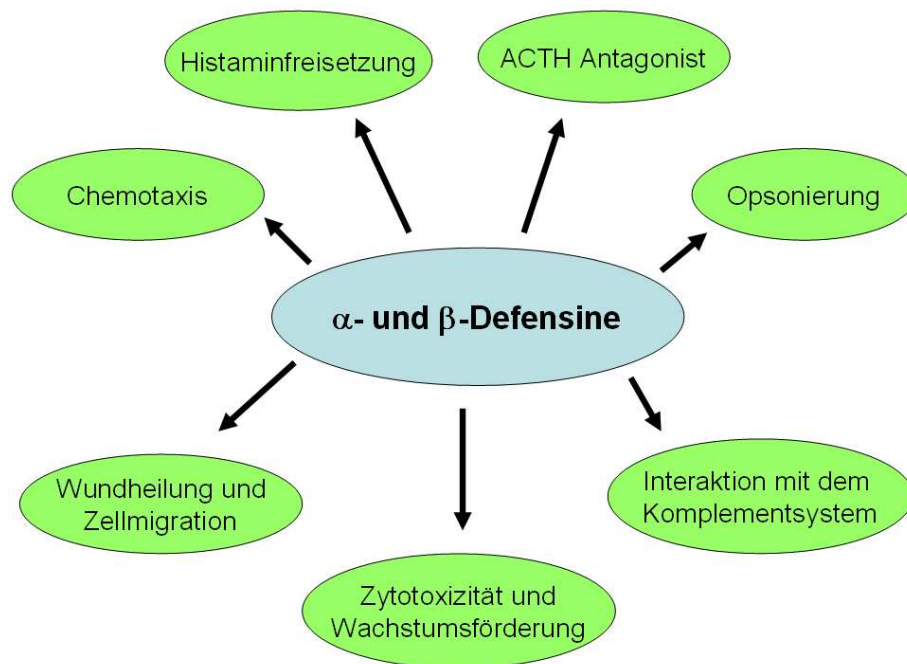 Histaminfreisetzung
ACTH Antagonist
Chemotaxis
Opsonierung
α- und β-Defensine
Wundheilung und
Zellmigration
Interaktion mit dem
Komplementsystem
Zytotoxizität und
Wachstumsförderung